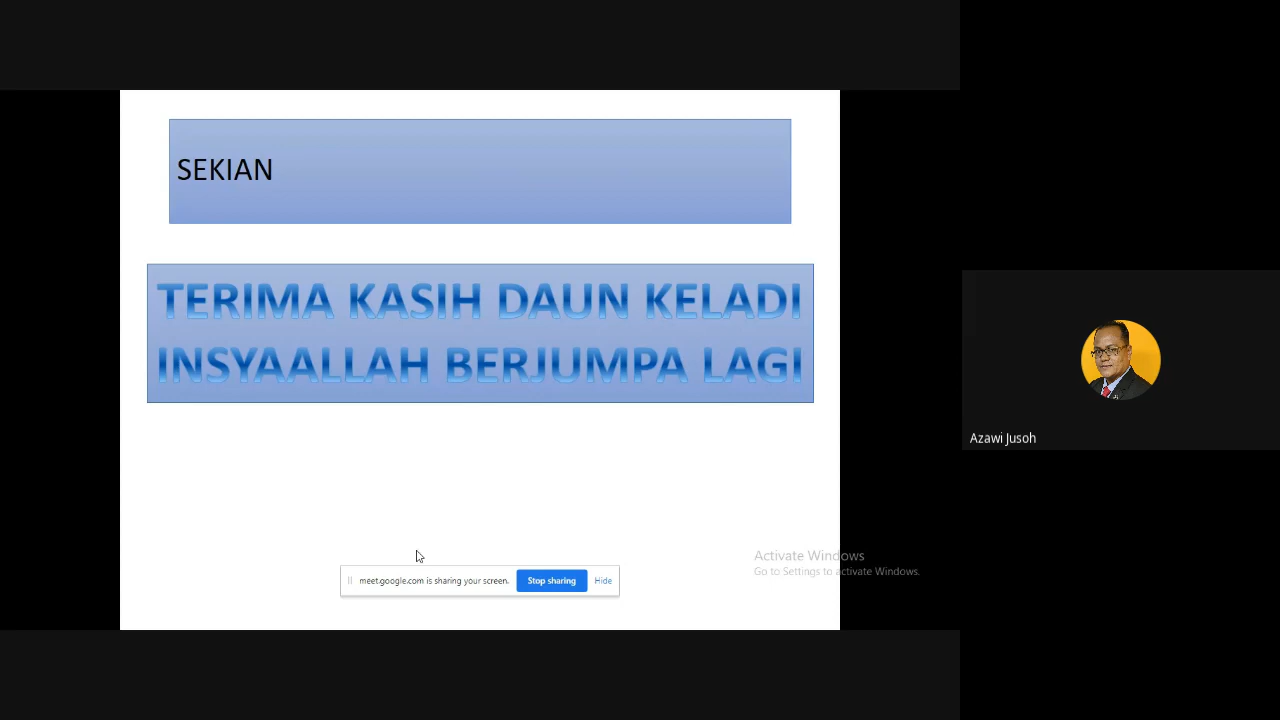 SEKIAN
TERIMA KASIH DAUN KELADI
INSYAALLAH BERJUMPA LAGI
Azawi Jusoh
Activate Windows
Go to Settings to activate Windows.
meet.google.com is sharing your screen. Stop sharing Hide